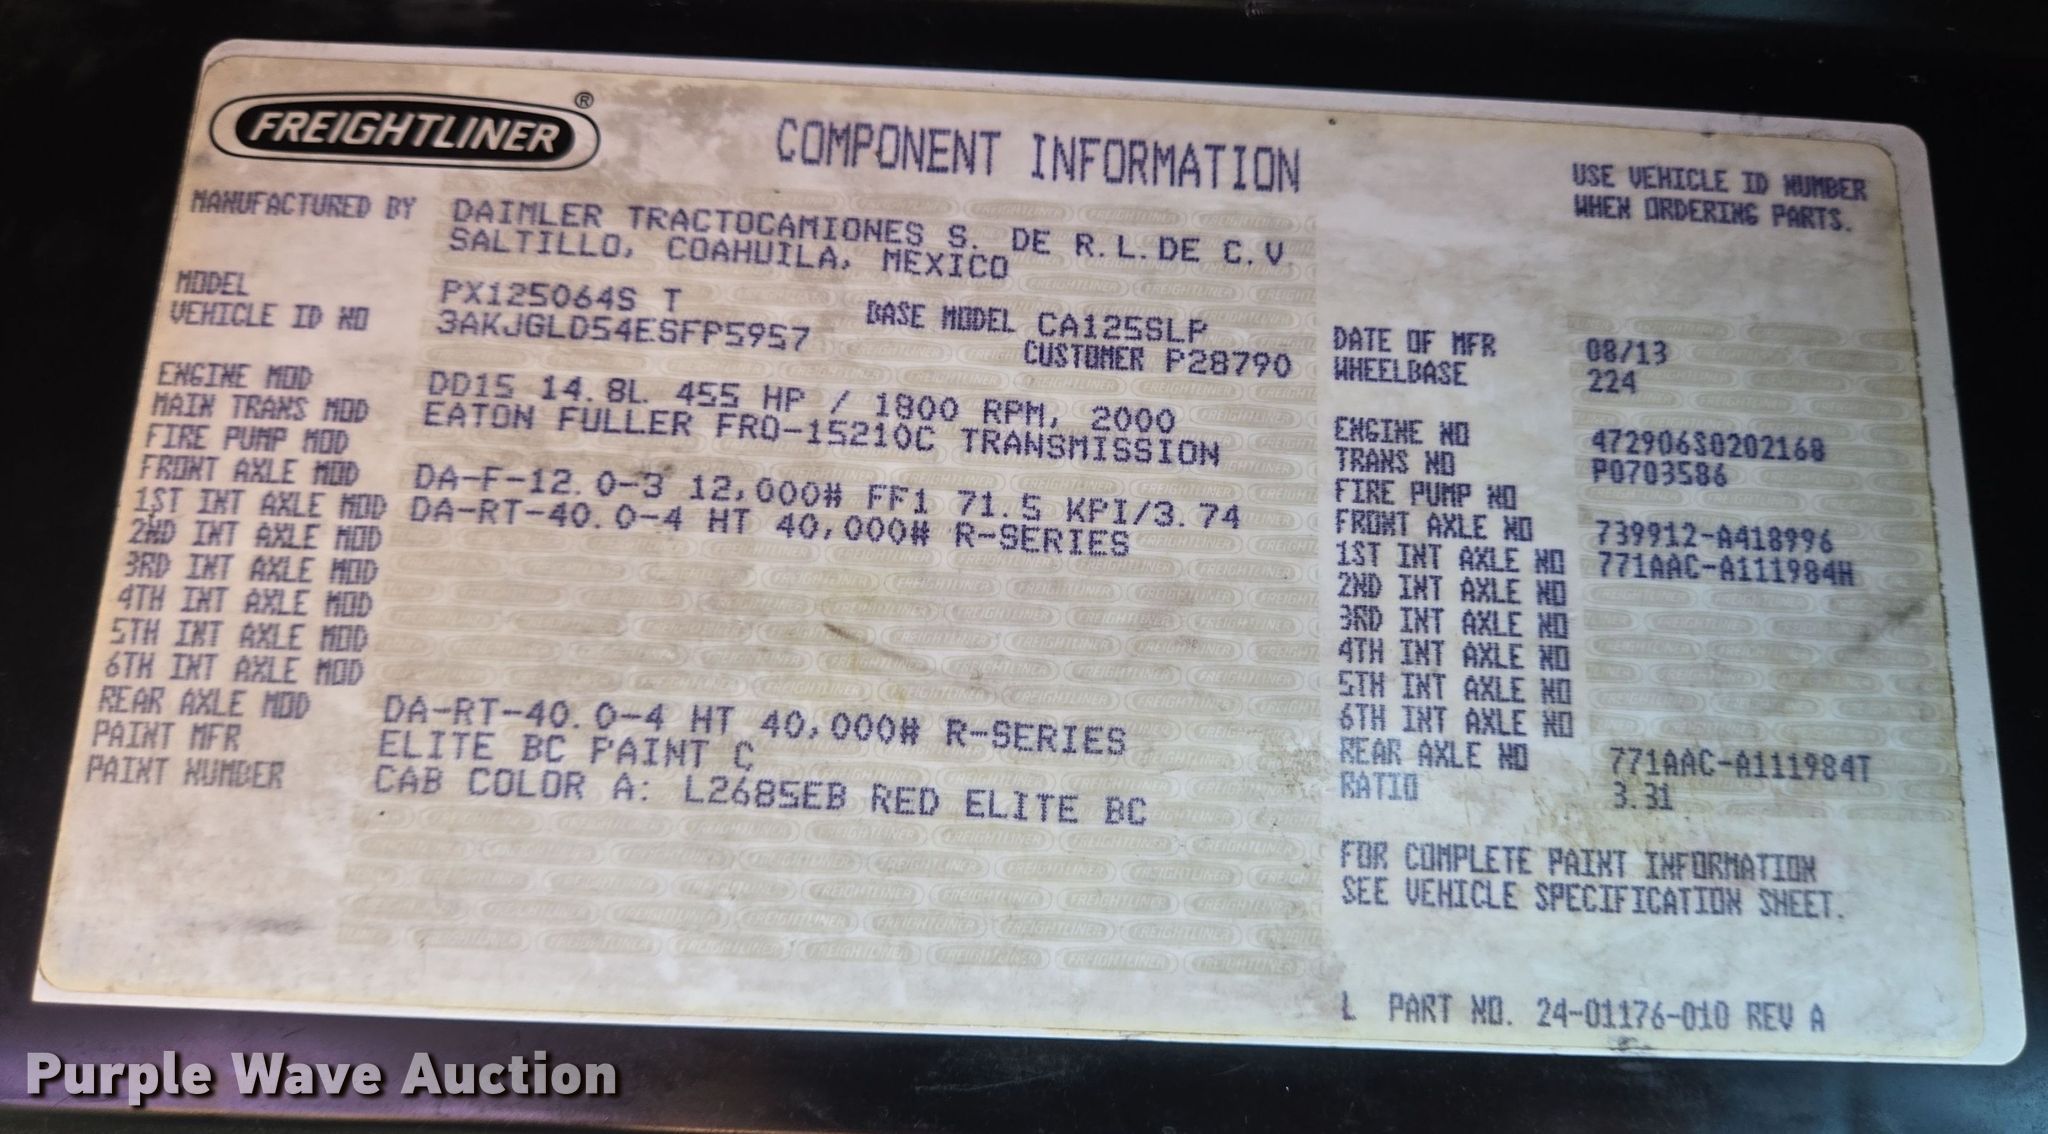 FREIGHTLINER®
COMPONENT INFORMATION
USE VEHICLE ID NUMBER
WHEN ORDERING PARTS.
MANUFACTURED BY DAIMLER TRACTOCAMIONES S. DE R.L.DE C.V.
SALTILLO, COAHUILA, MEXICO
MODEL PX125064S T
BASE MODEL CA125SLP
VEHICLE ID NO 3AKJGLD54ESFP5957
CUSTOMER P28790
DATE OF MFR 08/13
WHEELBASE 224
ENGINE MOD DD15 14.8L 455 HP / 1800 RPM, 2000
MAIN TRANS MOD EATON FULLER FRO-15210C TRANSMISSION
FIRE PUMP MOD
FRONT AXLE MOD DA-F-12.0-3 12,000# FF1 71.5 KPI/3.74
1ST INT AXLE MOD DA-RT-40.0-4 HT 40,000# R-SERIES
2ND INT AXLE MOD
3RD INT AXLE MOD
4TH INT AXLE MOD
5TH INT AXLE MOD
6TH INT AXLE MOD
REAR AXLE MOD DA-RT-40.0-4 HT 40,000# R-SERIES
PAINT MFR ELITE BC PAINT C
PAINT NUMBER CAB COLOR A: L2685EB RED ELITE BC
ENGINE NO 472906S0202168
TRANS NO P0703586
FIRE PUMP NO
FRONT AXLE NO 739912-A418996
1ST INT AXLE NO 771AAC-A111984H
2ND INT AXLE NO
3RD INT AXLE NO
4TH INT AXLE NO
5TH INT AXLE NO
6TH INT AXLE NO
REAR AXLE NO 771AAC-A111984T
RATIO 3.31
FOR COMPLETE PAINT INFORMATION
SEE VEHICLE SPECIFICATION SHEET.
L PART NO. 24-01176-010 REV A
Purple Wave Auction